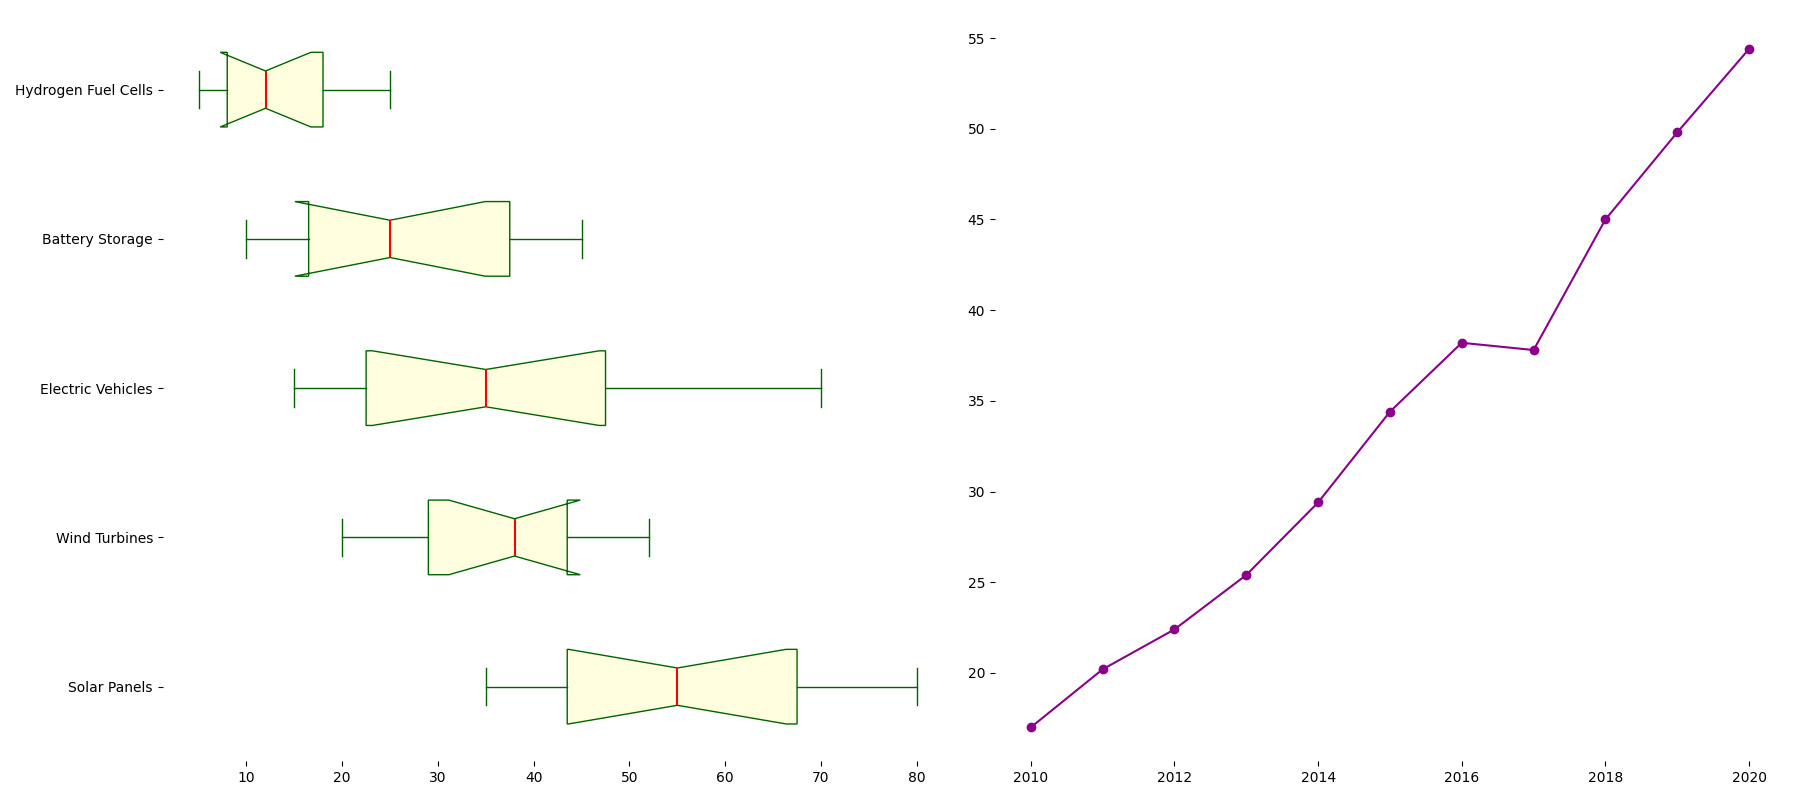 Hydrogen Fuel Cells
Battery Storage
Electric Vehicles
Wind Turbines
Solar Panels
10 20 30 40 50 60 70 80
55
50
45
40
35
30
25
20
2010 2012 2014 2016 2018 2020